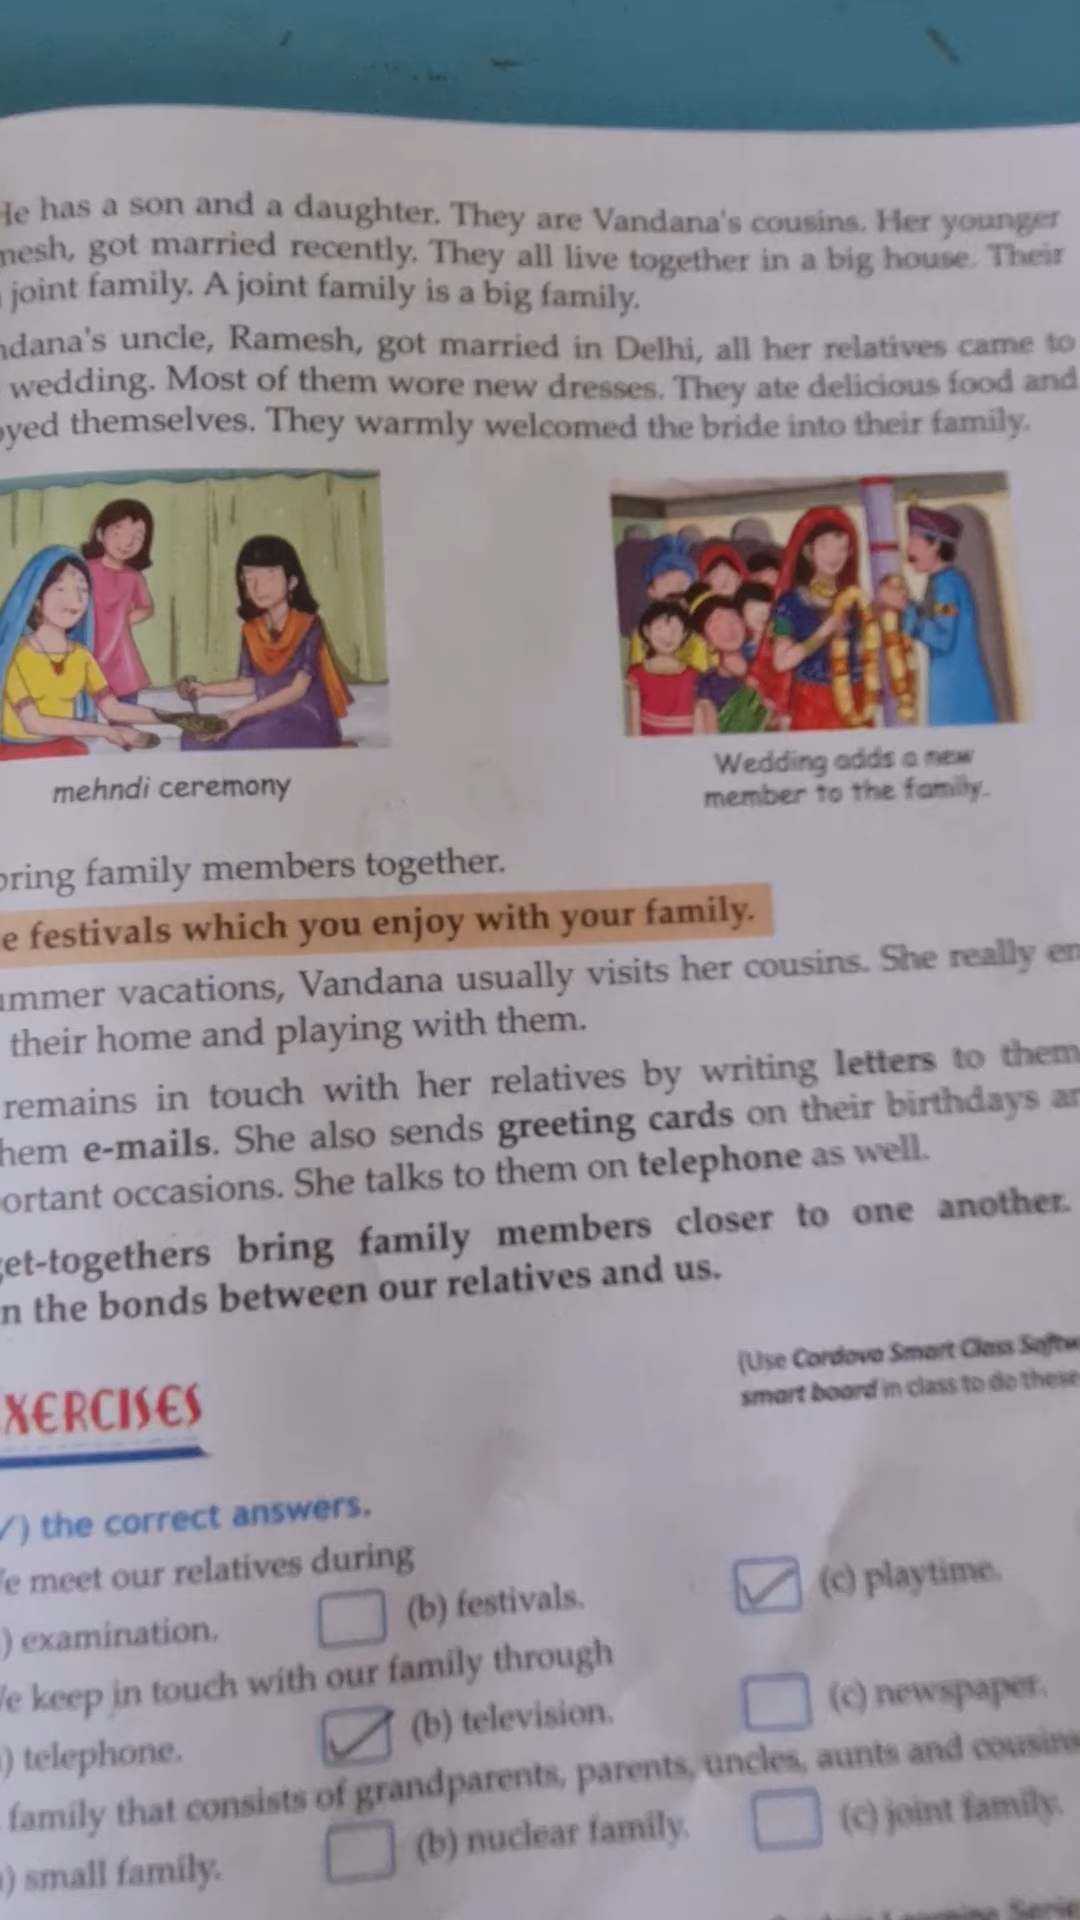 He has a son and a daughter. They are Vandana's cousins. Her younger
mesh, got married recently. They all live together in a big house. Their
joint family. A joint family is a big family.
ndana's uncle, Ramesh, got married in Delhi, all her relatives came to
wedding. Most of them wore new dresses. They ate delicious food and
oyed themselves. They warmly welcomed the bride into their family.
mehndi ceremony
Wedding adds a new
member to the family.
bring family members together.
e festivals which you enjoy with your family.
ummer vacations, Vandana usually visits her cousins. She really en
their home and playing with them.
remains in touch with her relatives by writing letters to them
hem e-mails. She also sends greeting cards on their birthdays an
ortant occasions. She talks to them on telephone as well.
get-togethers bring family members closer to one another.
n the bonds between our relatives and us.
(Use Cordova Smart Class Softw
smart board in class to do these
XERCISES
✓) the correct answers.
We meet our relatives during
) examination. (b) festivals. (c) playtime.
We keep in touch with our family through
) telephone. (b) television. (c) newspaper.
family that consists of grandparents, parents, uncles, aunts and cousins
) small family. (b) nuclear family. (c) joint family.